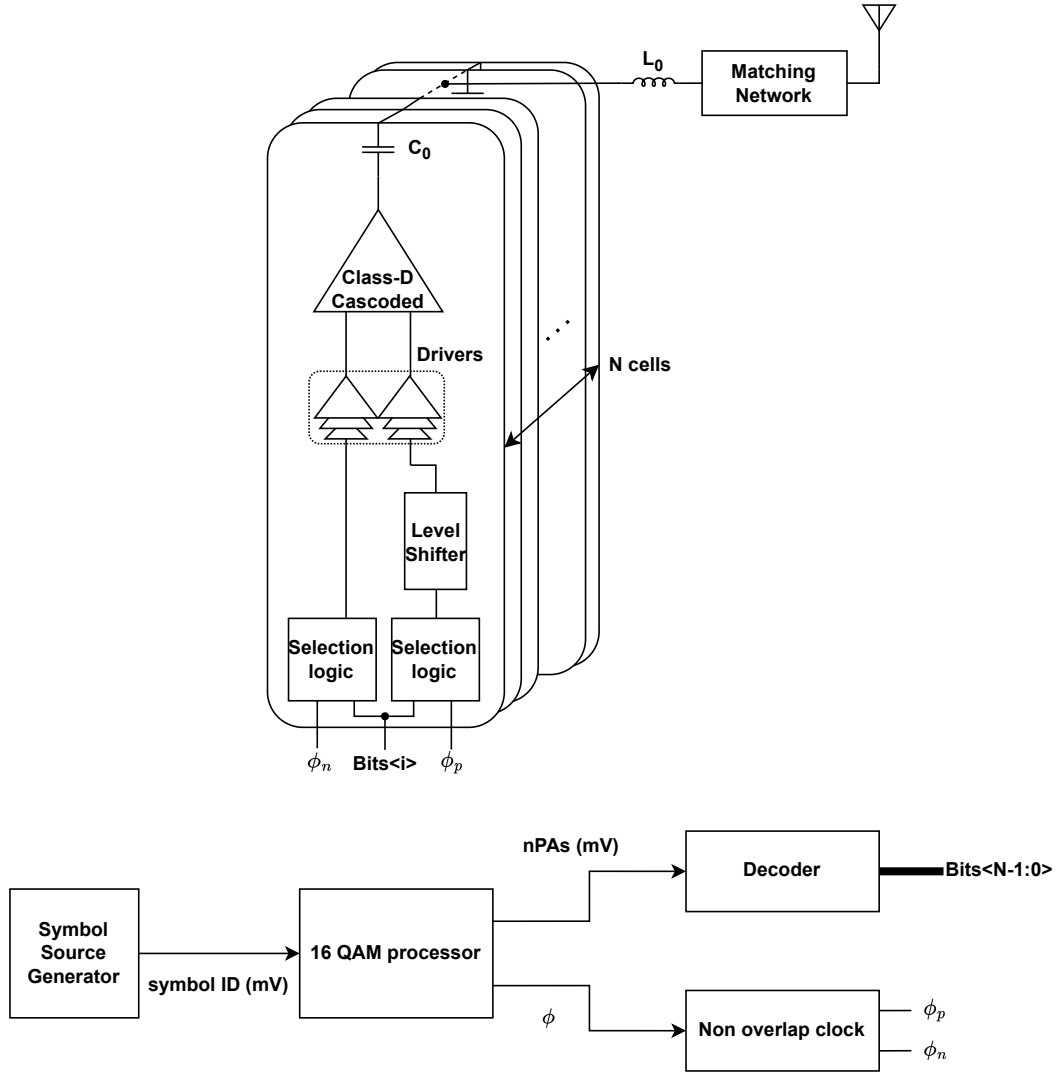 L0
Matching
Network
C0
Class-D
Cascoded
Drivers
N cells
Level
Shifter
Selection
logic
Selection
logic
ϕn
Bits<i>
ϕp
nPAs (mV)
Decoder
Bits<N-1:0>
Symbol
Source
Generator
symbol ID (mV)
16 QAM processor
ϕ
Non overlap clock
ϕp
ϕn